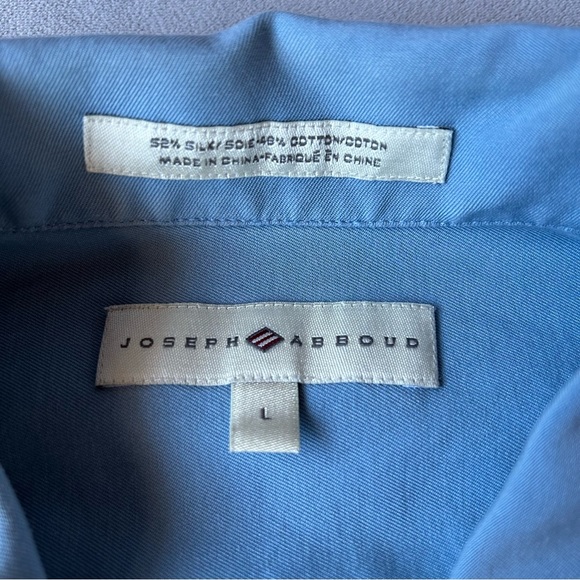 52% SILK/SOIE·48% COTTON/COTON
MADE IN CHINA-FABRIQUÉ EN CHINE
JOSEPH ABBOUD
L